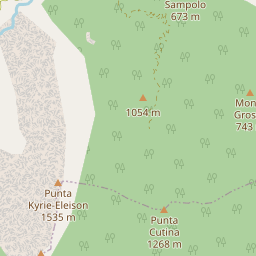 Sampolo
673 m
1054 m
Mon
Gros
743
Punta
Kyrie-Eleison
1535 m
Punta
Cutina
1268 m